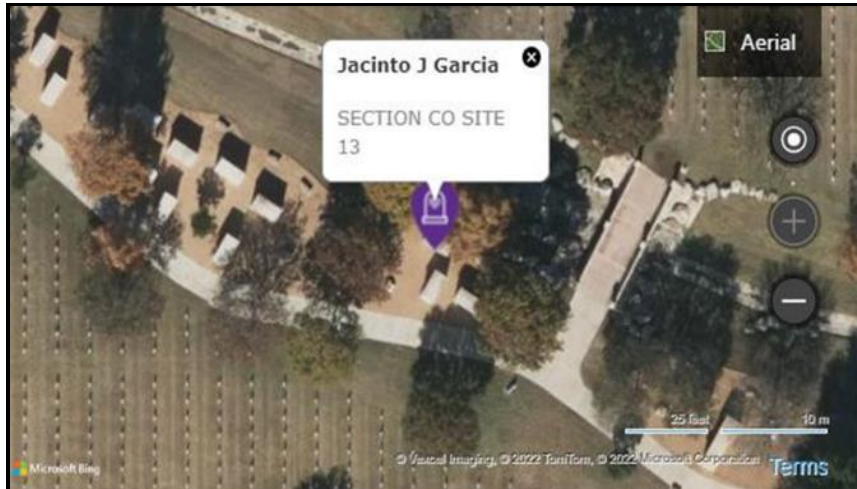 Aerial
Jacinto J Garcia
SECTION CO SITE
13
25 feet 10 m
© Vexcel Imaging, © 2022 TomTom, © 2022 Microsoft Corporation Terms
Microsoft Bing